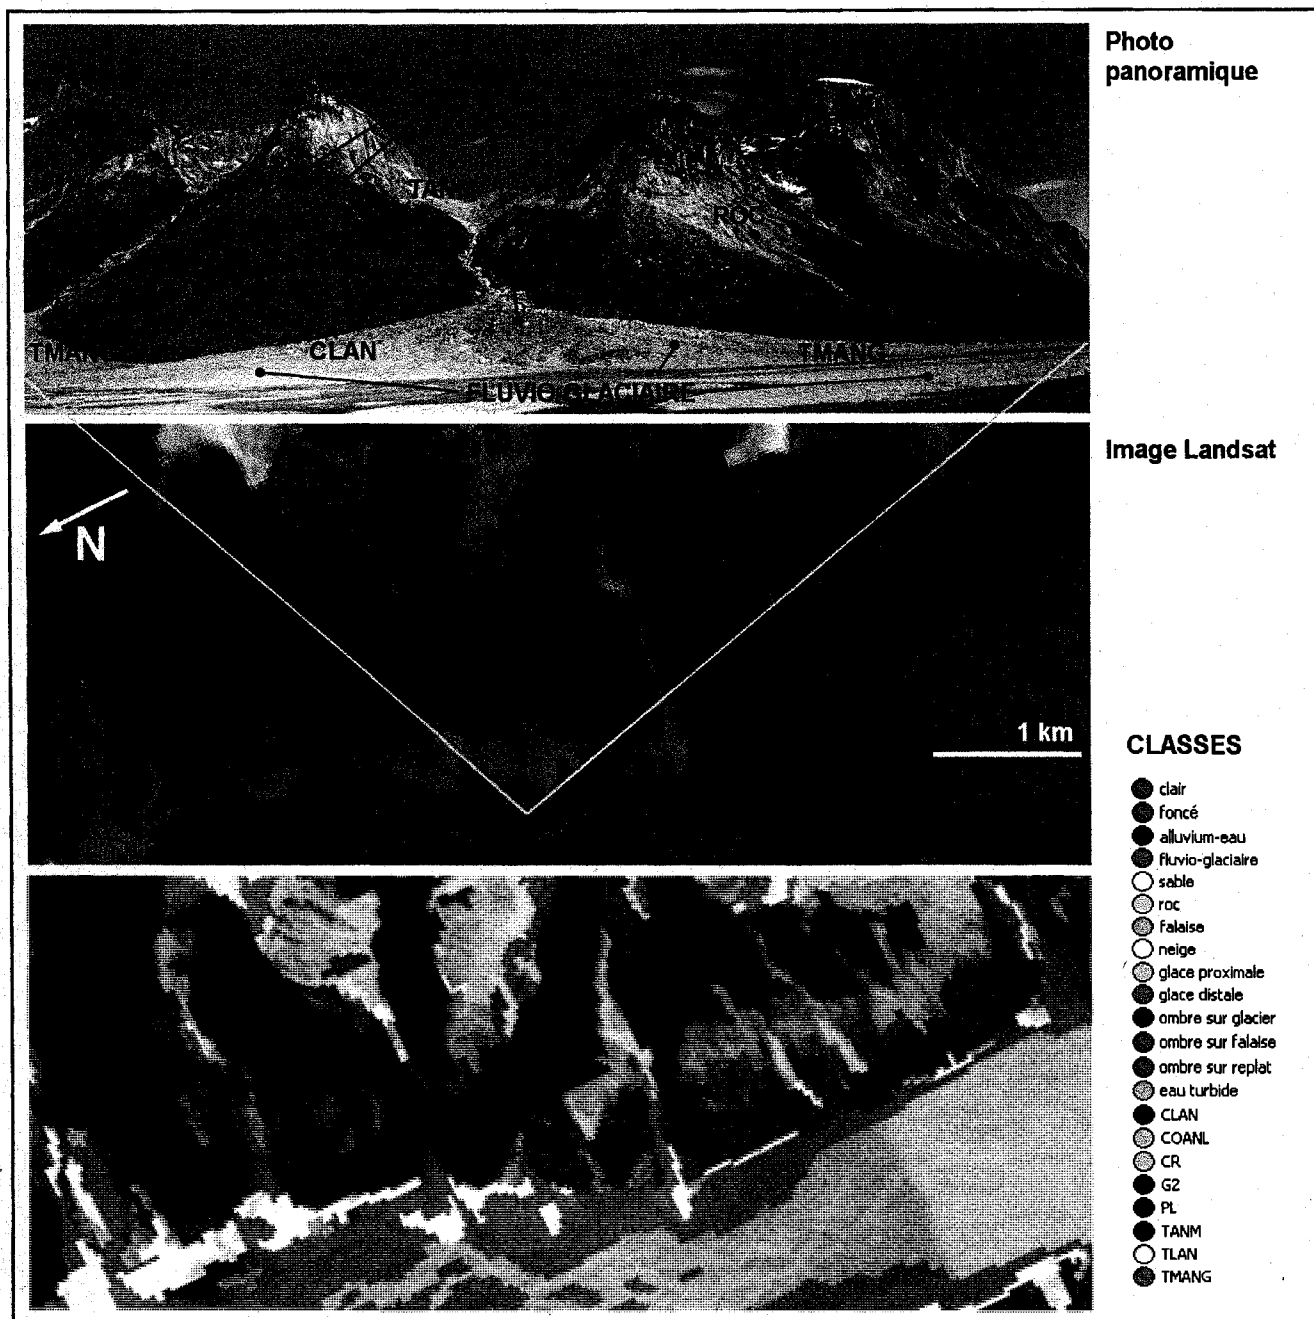 Photo
panoramique
ROC
TMANG
CLAN
TMANG
FLUVIO GLACIAIRE
Image Landsat
N
1 km
CLASSES
clair
foncé
alluvium-eau
fluvio-glaciaire
sable
roc
falaise
neige
glace proximale
glace distale
ombre sur glacier
ombre sur falaise
ombre sur replat
eau turbide
CLAN
COANL
CR
G2
PL
TANM
TLAN
TMANG